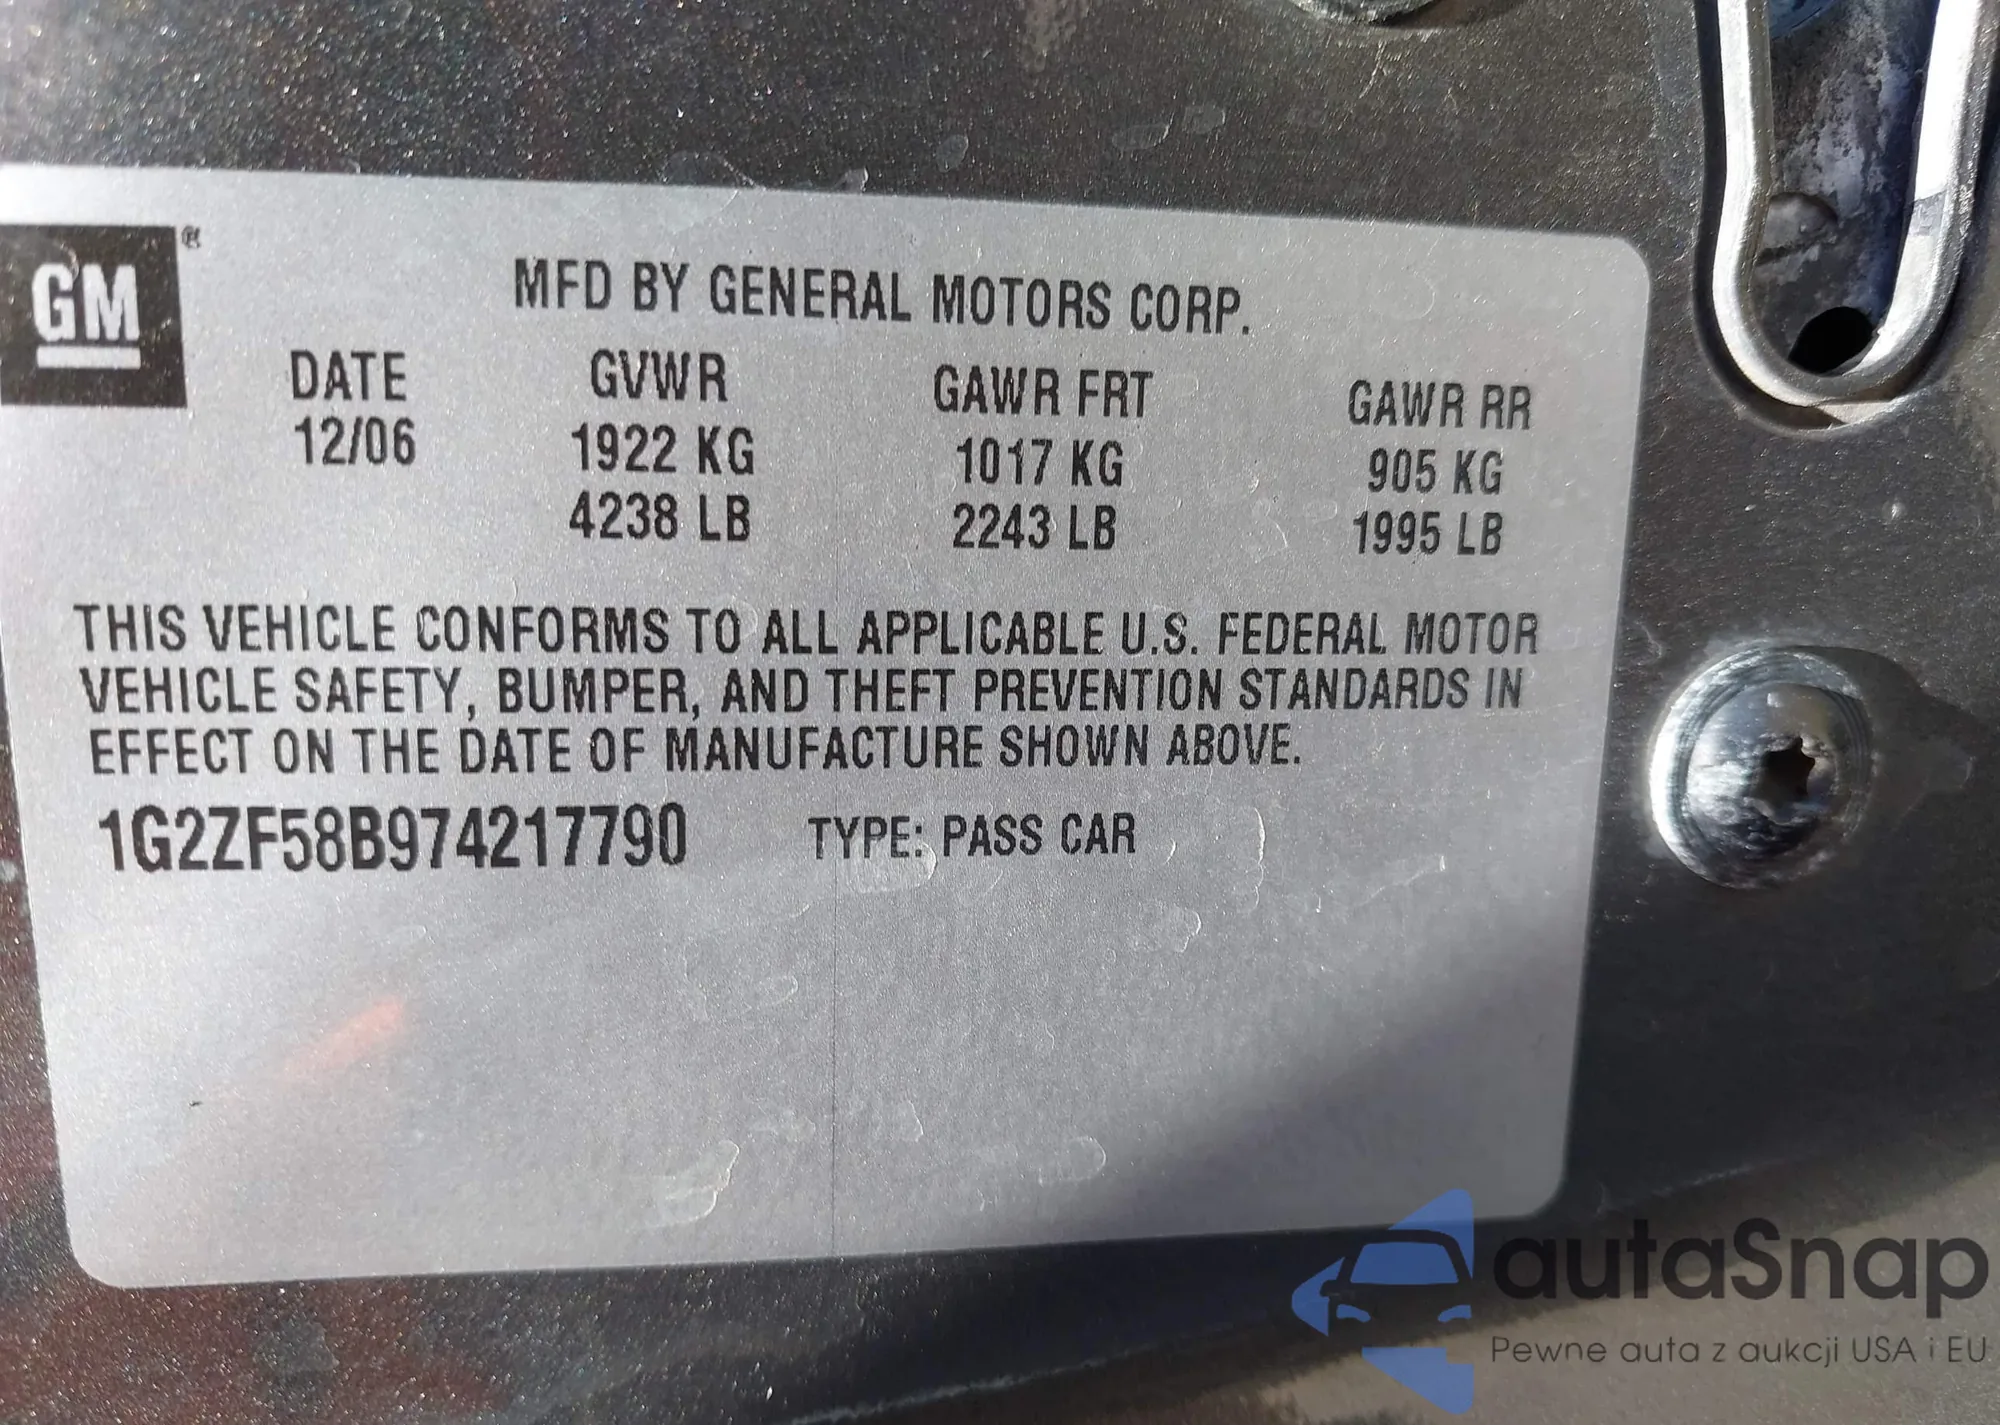 GM ®
MFD BY GENERAL MOTORS CORP.
DATE GVWR GAWR FRT GAWR RR
12/06 1922 KG 1017 KG 905 KG
4238 LB 2243 LB 1995 LB
THIS VEHICLE CONFORMS TO ALL APPLICABLE U.S. FEDERAL MOTOR
VEHICLE SAFETY, BUMPER, AND THEFT PREVENTION STANDARDS IN
EFFECT ON THE DATE OF MANUFACTURE SHOWN ABOVE.
1G2ZF58B974217790 TYPE: PASS CAR
autaSnap
Pewne auta z aukcji USA i EU